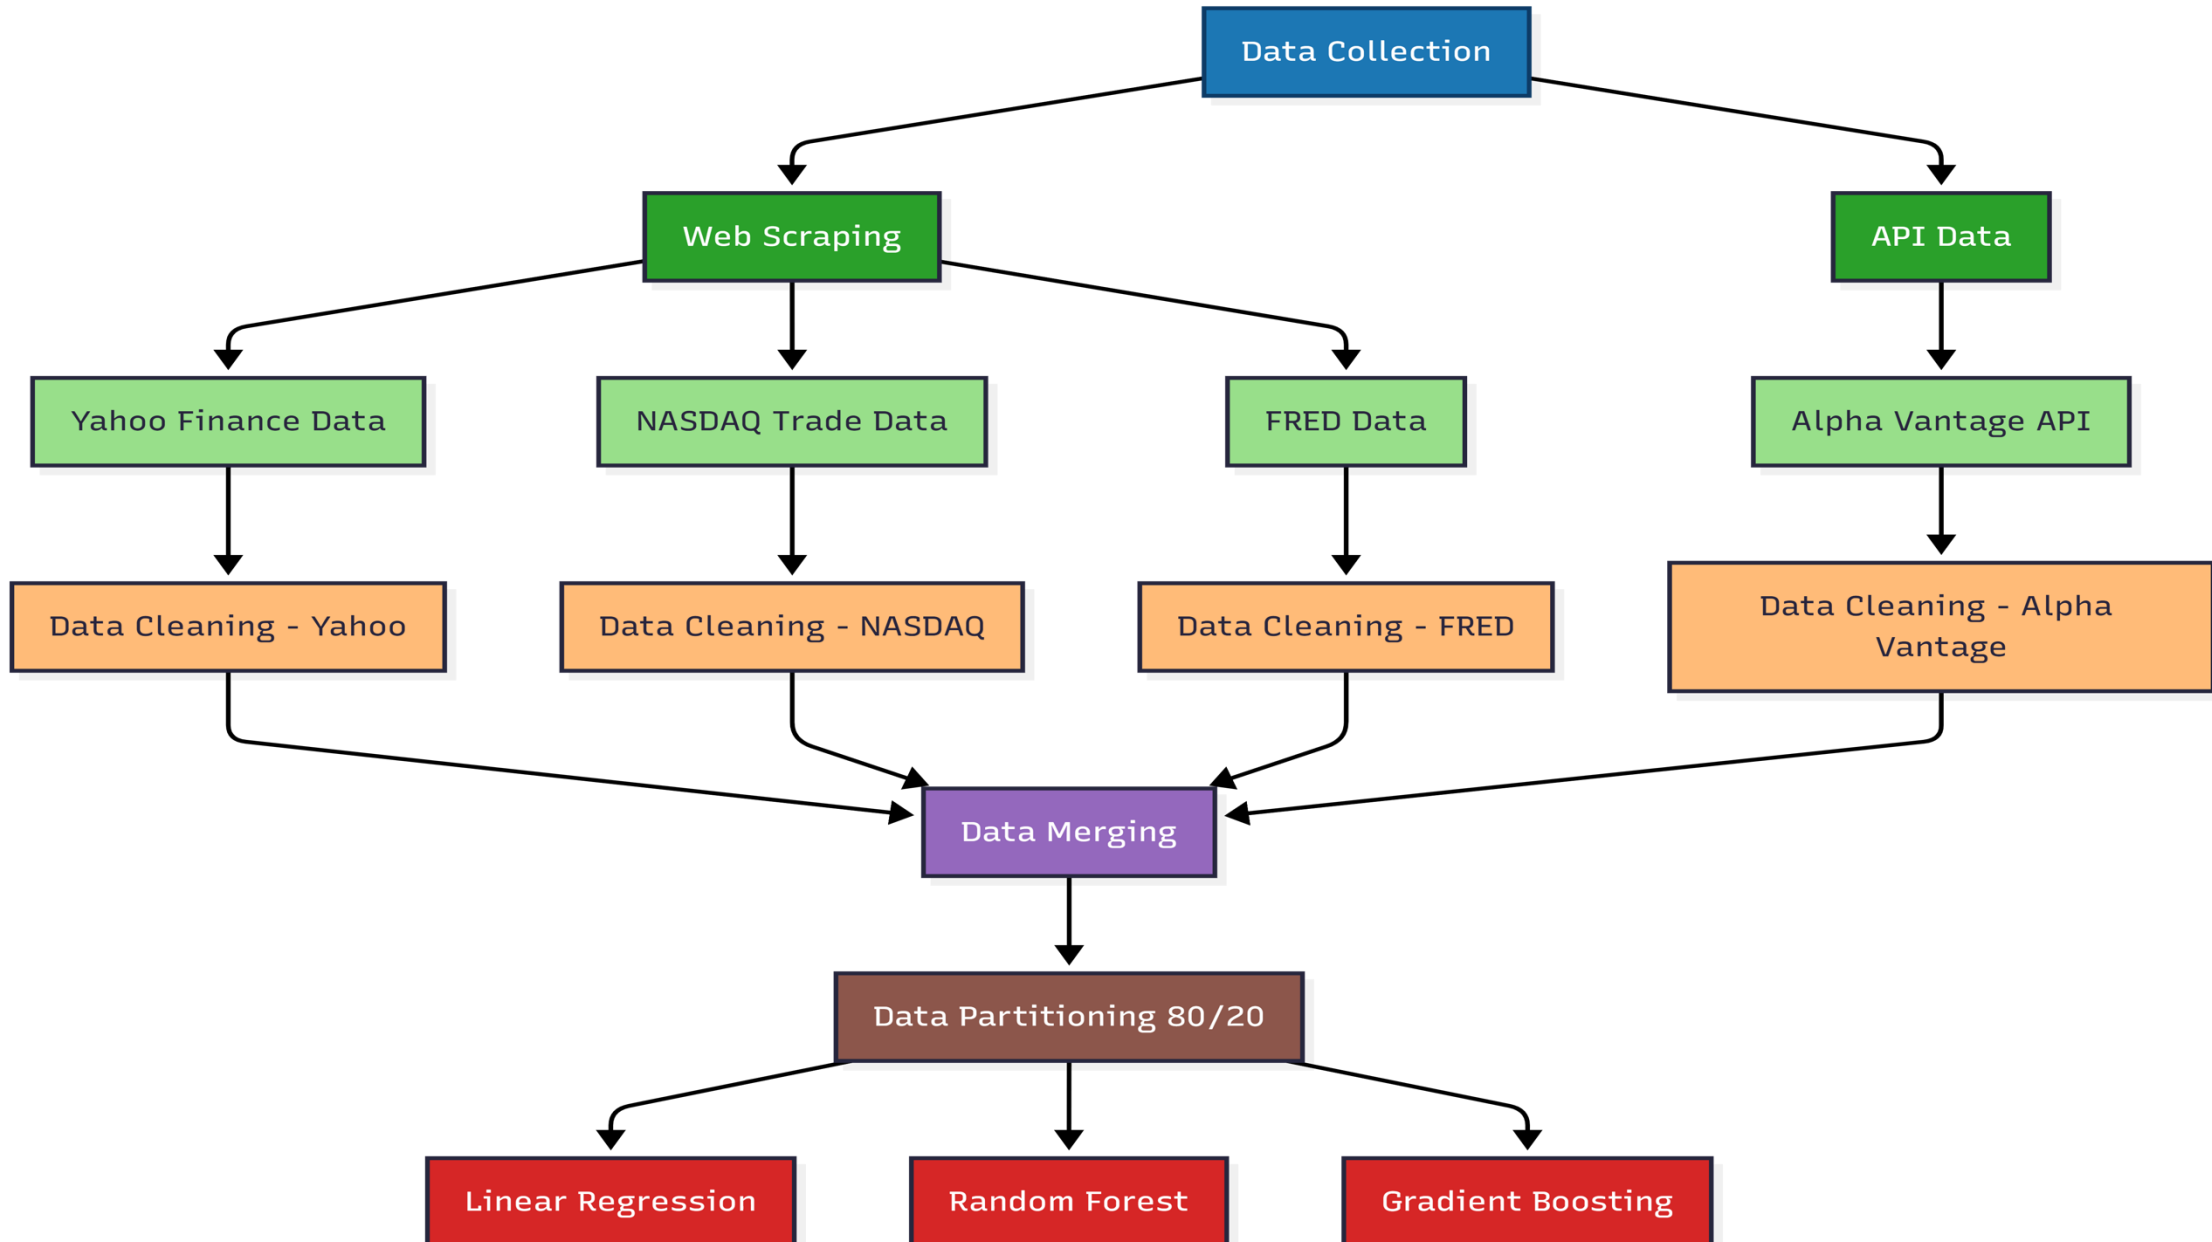 Data Collection
Web Scraping
API Data
Yahoo Finance Data
NASDAQ Trade Data
FRED Data
Alpha Vantage API
Data Cleaning - Yahoo
Data Cleaning - NASDAQ
Data Cleaning - FRED
Data Cleaning - Alpha
Vantage
Data Merging
Data Partitioning 80/20
Linear Regression
Random Forest
Gradient Boosting